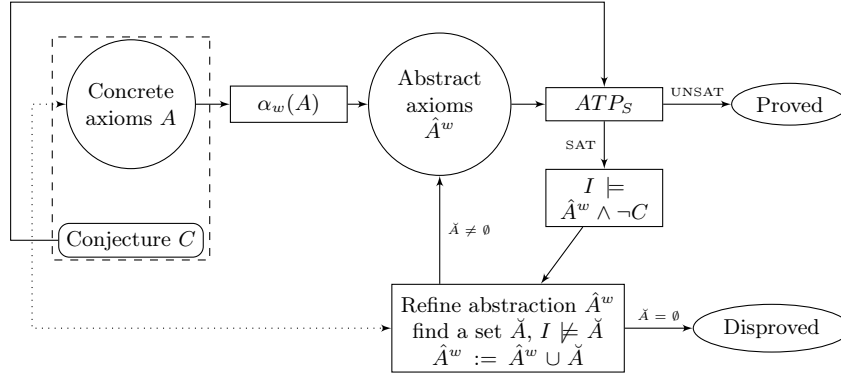 Concrete
axioms A
α_w(A)
Abstract
axioms
Â^w
ATP_S
UNSAT
Proved
SAT
I ⊨
Â^w ∧ ¬C
Conjecture C
Ă ≠ ∅
Refine abstraction Â^w
find a set Ă, I ⊭ Ă
Â^w := Â^w ∪ Ă
Ă = ∅
Disproved